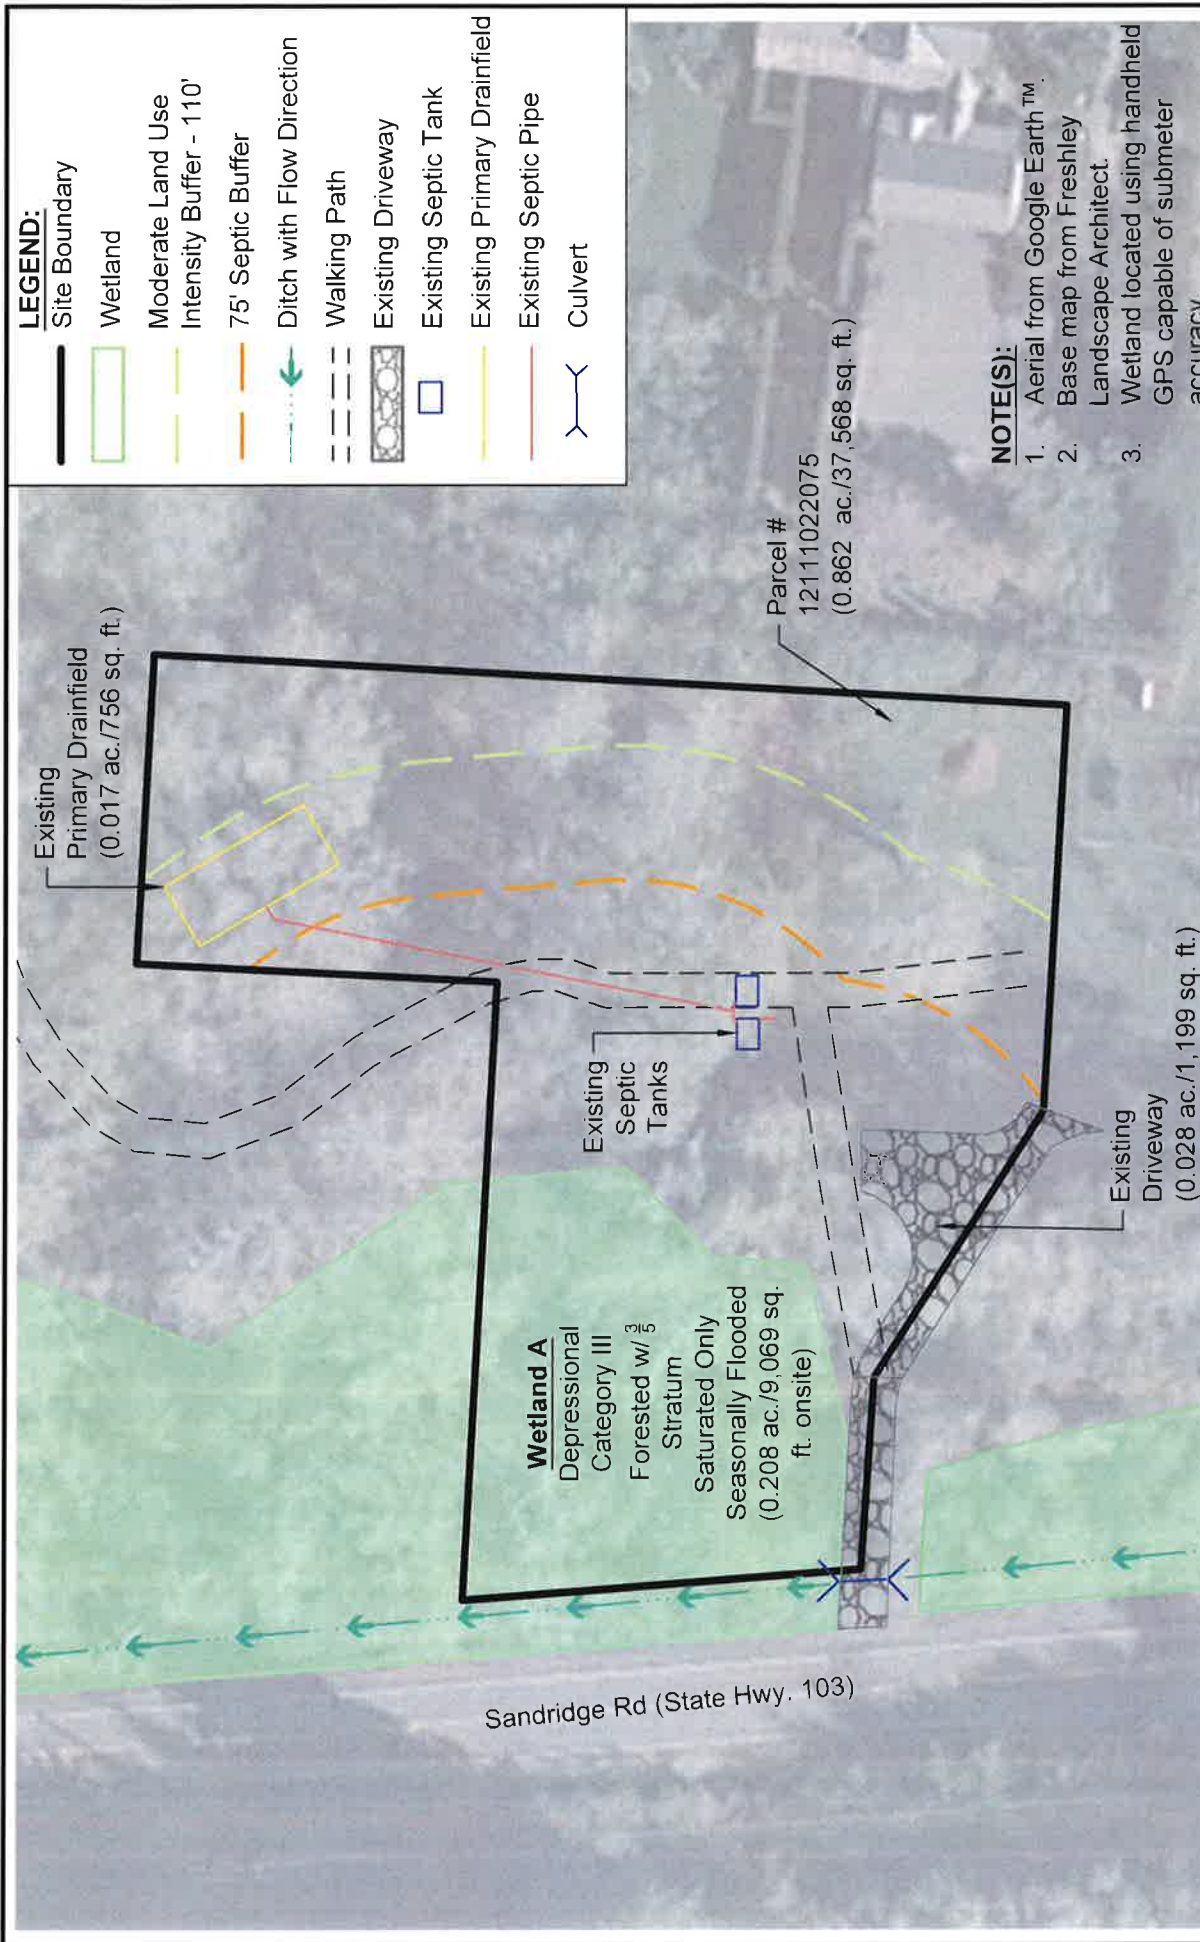 LEGEND:
Site Boundary
Wetland
Moderate Land Use
Intensity Buffer - 110'
75' Septic Buffer
Ditch with Flow Direction
Walking Path
Existing Driveway
Existing Septic Tank
Existing Primary Drainfield
Existing Septic Pipe
Culvert
Existing
Primary Drainfield
(0.017 ac./756 sq. ft.)
Parcel #
12111022075
(0.862 ac./37,568 sq. ft.)
Existing
Septic
Tanks
Wetland A
Depressional
Category III
Forested w/ 3/5
Stratum
Saturated Only
Seasonally Flooded
(0.208 ac./9,069 sq.
ft. onsite)
Existing
Driveway
(0.028 ac./1,199 sq. ft.)
Sandridge Rd (State Hwy. 103)
NOTE(S):
1. Aerial from Google Earth™.
2. Base map from Freshley
Landscape Architect.
3. Wetland located using handheld
GPS capable of submeter
accuracy